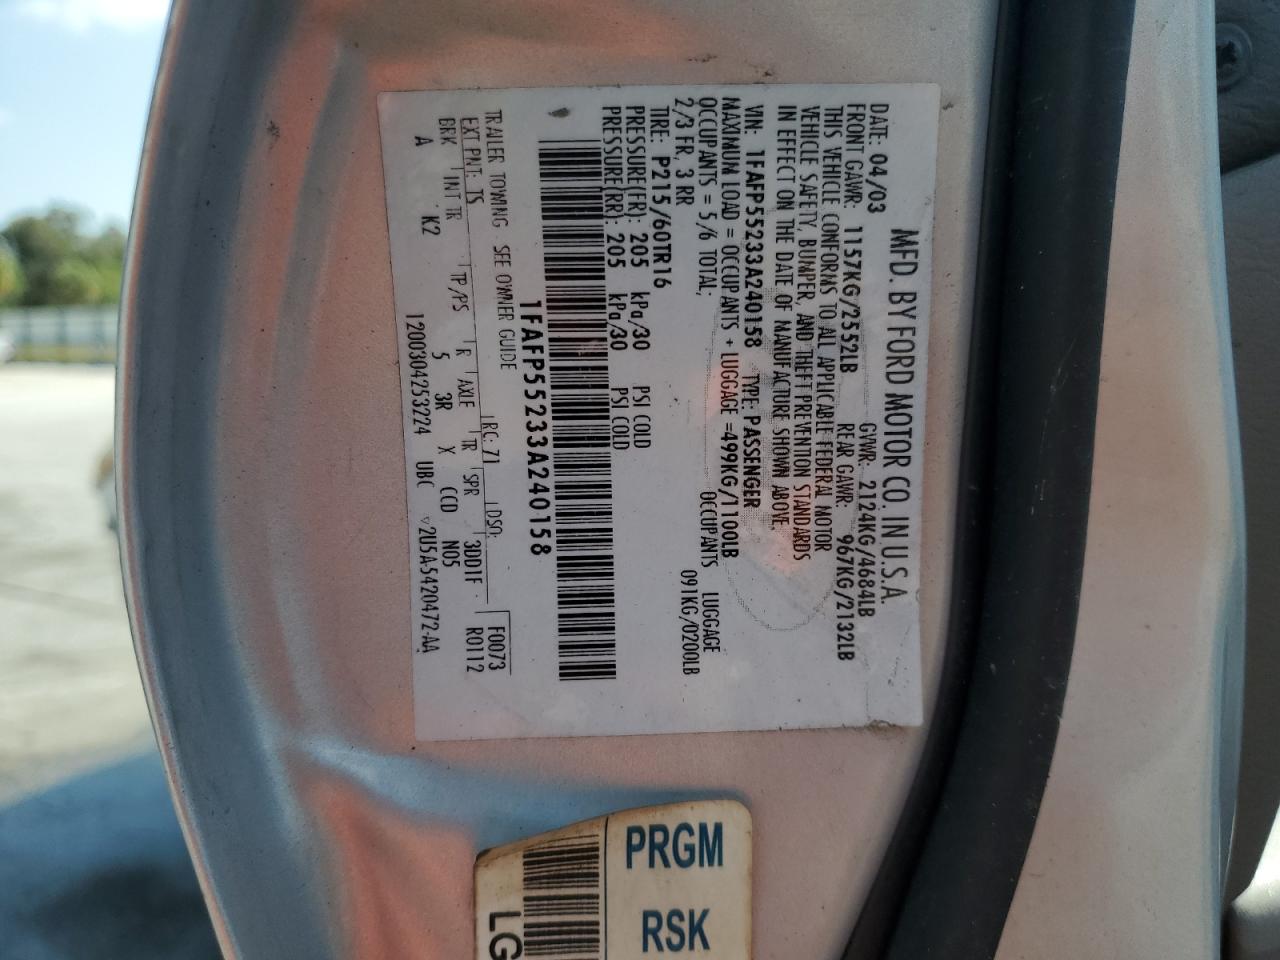 MFD. BY FORD MOTOR CO. IN U.S.A.
DATE: 04/03 GVWR: 2124KG/4684LB
FRONT GAWR: 1157KG/2552LB REAR GAWR: 967KG/2132LB
THIS VEHICLE CONFORMS TO ALL APPLICABLE FEDERAL MOTOR
VEHICLE SAFETY, BUMPER, AND THEFT PREVENTION STANDARDS
IN EFFECT ON THE DATE OF MANUFACTURE SHOWN ABOVE.
VIN: 1FAFP55233A240158 TYPE: PASSENGER
MAXIMUM LOAD = OCCUPANTS + LUGGAGE =499KG/1100LB
OCCUPANTS = 5/6 TOTAL; OCCUPANTS LUGGAGE
2/3 FR, 3 RR 091KG/0200LB
TIRE: P215/60TR16
PRESSURE(FR): 205 kPa/30 PSI COLD
PRESSURE(RR): 205 kPa/30 PSI COLD
1FAFP55233A240158
TRAILER TOWING SEE OWNER GUIDE
F0073
EXT PNT: TS RC: 71 DSO: R0112
BRK INT TR TP/PS R AXLE TR SPR 3DD1F
A K2 5 3R X CD NO5
1200304253224 UBC ▽2U5A-5420472-AA
PRGM
RSK
LG